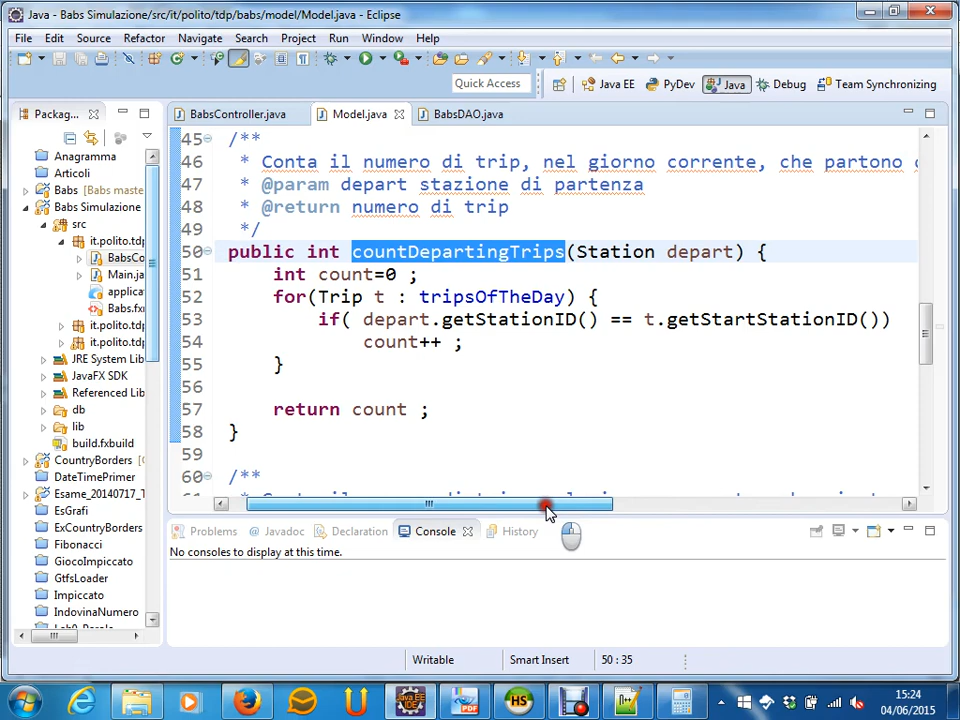 Java - Babs Simulazione/src/it/polito/tdp/babs/model/Model.java - Eclipse
File Edit Source Refactor Navigate Search Project Run Window Help
Quick Access Java EE PyDev Java Debug Team Synchronizing
Packag... BabsController.java Model.java BabsDAO.java
Anagramma
Articoli
Babs [Babs maste
Babs Simulazione
src
it.polito.tdp
BabsCo
Main.ja
applica
Babs.fx
it.polito.tdp
it.polito.tdp
JRE System Lib
JavaFX SDK
Referenced Lib
db
lib
build.fxbuild
CountryBorders
DateTimePrimer
Esame_20140717_T
EsGrafi
ExCountryBorders
Fibonacci
GiocoImpiccato
GtfsLoader
Impiccato
IndovinaNumero
45 /**
46 * Conta il numero di trip, nel giorno corrente, che partono
47 * @param depart stazione di partenza
48 * @return numero di trip
49 */
50 public int countDepartingTrips(Station depart) {
51 int count=0 ;
52 for(Trip t : tripsOfTheDay) {
53 if( depart.getStationID() == t.getStartStationID())
54 count++ ;
55 }
56
57 return count ;
58 }
59
60 /**
Problems Javadoc Declaration Console History
No consoles to display at this time.
Writable Smart Insert 50 : 35
15:24
04/06/2015